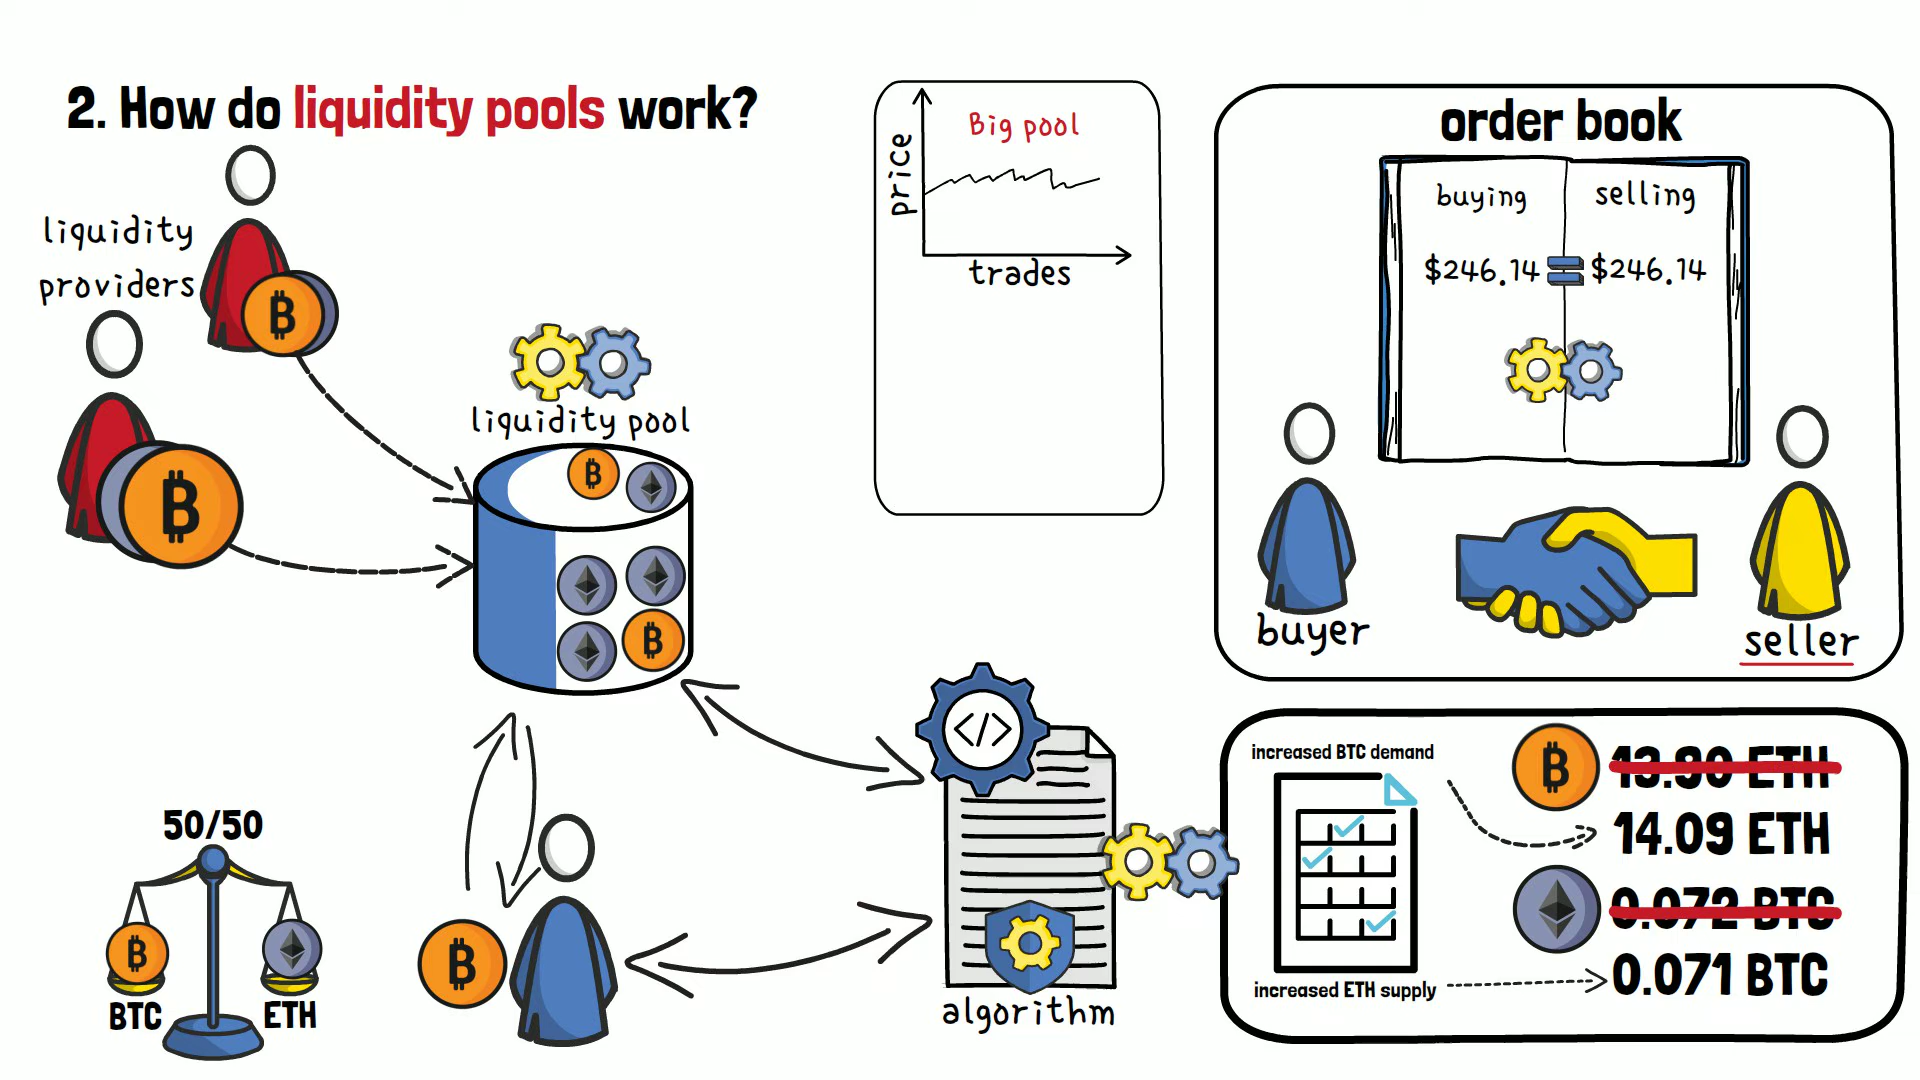 2. How do liquidity pools work?
liquidity
providers
liquidity pool
50/50
BTC
ETH
price
Big pool
trades
algorithm
order book
buying
selling
$246.14
$246.14
buyer
seller
increased BTC demand
13.90 ETH
14.09 ETH
0.072 BTC
0.071 BTC
increased ETH supply